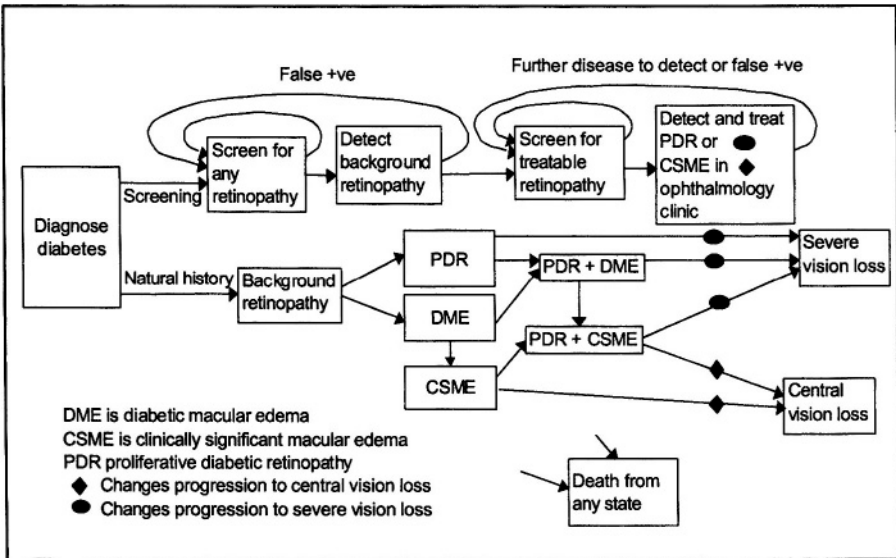 False +ve
Further disease to detect or false +ve
Screen for
any
retinopathy
Detect
background
retinopathy
Screen for
treatable
retinopathy
Detect and treat
PDR or
CSME in
ophthalmology
clinic
Screening
Diagnose
diabetes
Natural history
Background
retinopathy
PDR
DME
CSME
PDR + DME
PDR + CSME
Severe
vision loss
Central
vision loss
DME is diabetic macular edema
CSME is clinically significant macular edema
PDR proliferative diabetic retinopathy
Changes progression to central vision loss
Changes progression to severe vision loss
Death from
any state